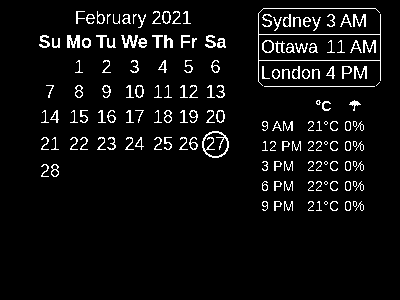 February 2021
Su Mo Tu We Th Fr Sa
1 2 3 4 5 6
7 8 9 10 11 12 13
14 15 16 17 18 19 20
21 22 23 24 25 26 27
28
Sydney 3 AM
Ottawa 11 AM
London 4 PM
°C ☂
9 AM 21°C 0%
12 PM 22°C 0%
3 PM 22°C 0%
6 PM 22°C 0%
9 PM 21°C 0%